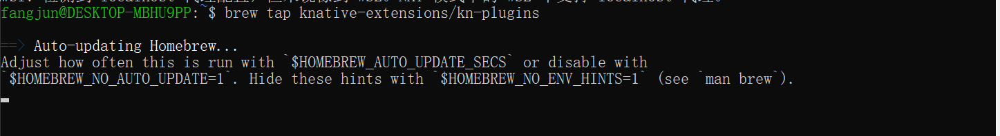 fangjun@DESKTOP-MBHU9PP:~$ brew tap knative-extensions/kn-plugins
==> Auto-updating Homebrew...
Adjust how often this is run with `$HOMEBREW_AUTO_UPDATE_SECS` or disable with
`$HOMEBREW_NO_AUTO_UPDATE=1`. Hide these hints with `$HOMEBREW_NO_ENV_HINTS=1` (see `man brew`).